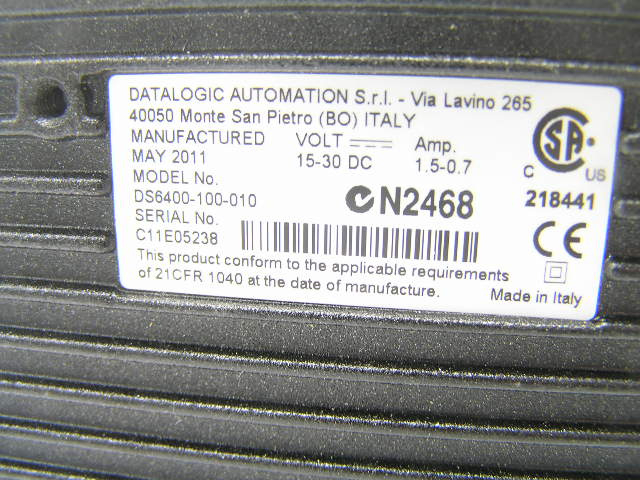 DATALOGIC AUTOMATION S.r.l. - Via Lavino 265
40050 Monte San Pietro (BO) ITALY
MANUFACTURED VOLT Amp.
MAY 2011 15-30 DC 1.5-0.7
MODEL No.
DS6400-100-010 N2468
SERIAL No.
C11E05238
This product conform to the applicable requirements
of 21CFR 1040 at the date of manufacture.
C SA US
218441
CE
Made in Italy